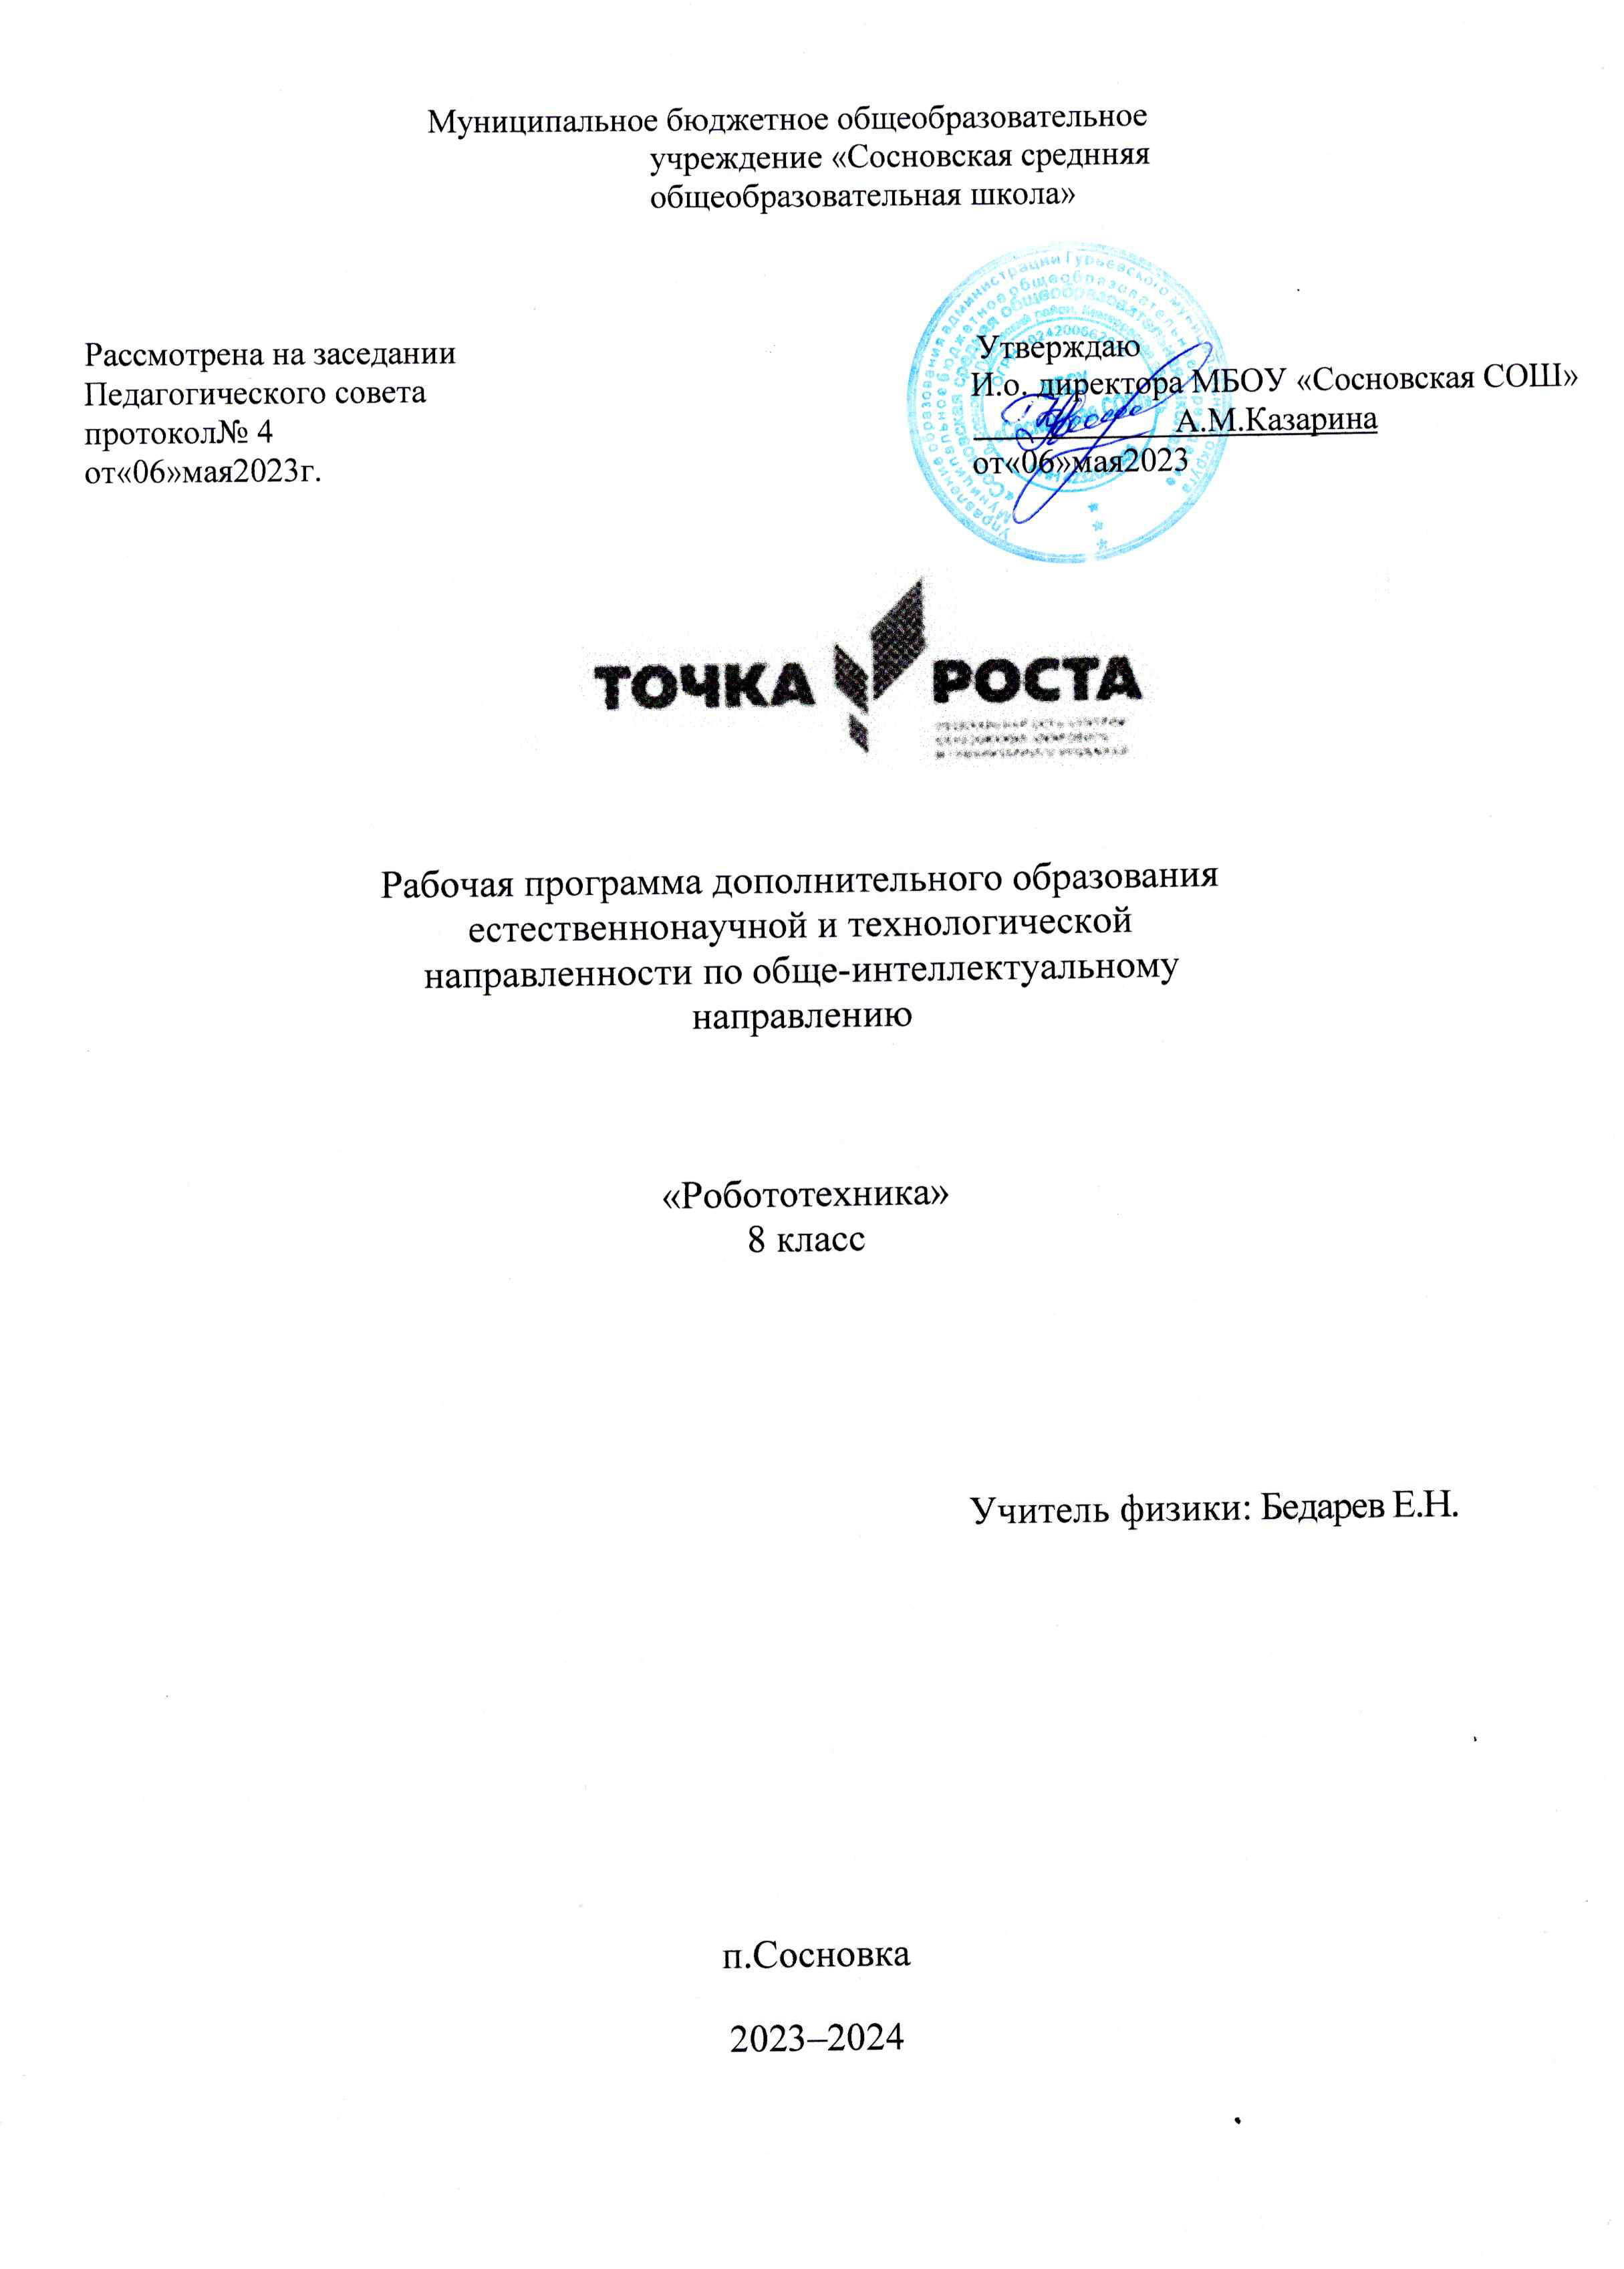 Муниципальное бюджетное общеобразовательное
учреждение «Сосновская среднняя
общеобразовательная школа»
Рассмотрена на заседании
Педагогического совета
протокол№ 4
от«06»мая2023г.
Утверждаю
И.о. директора МБОУ «Сосновская СОШ»
А.М.Казарина
от«06»мая2023
ТОЧКА РОСТА
Рабочая программа дополнительного образования
естественнонаучной и технологической
направленности по обще-интеллектуальному
направлению
«Робототехника»
8 класс
Учитель физики: Бедарев Е.Н.
п.Сосновка
2023–2024